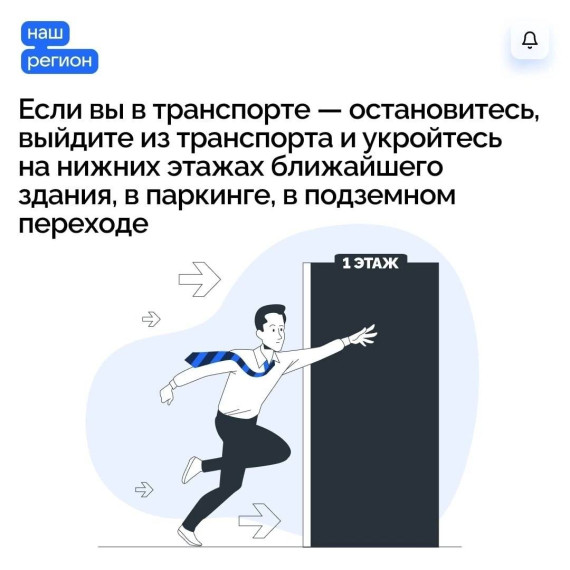 наш
регион
Если вы в транспорте — остановитесь,
выйдите из транспорта и укройтесь
на нижних этажах ближайшего
здания, в паркинге, в подземном
переходе
1 ЭТАЖ